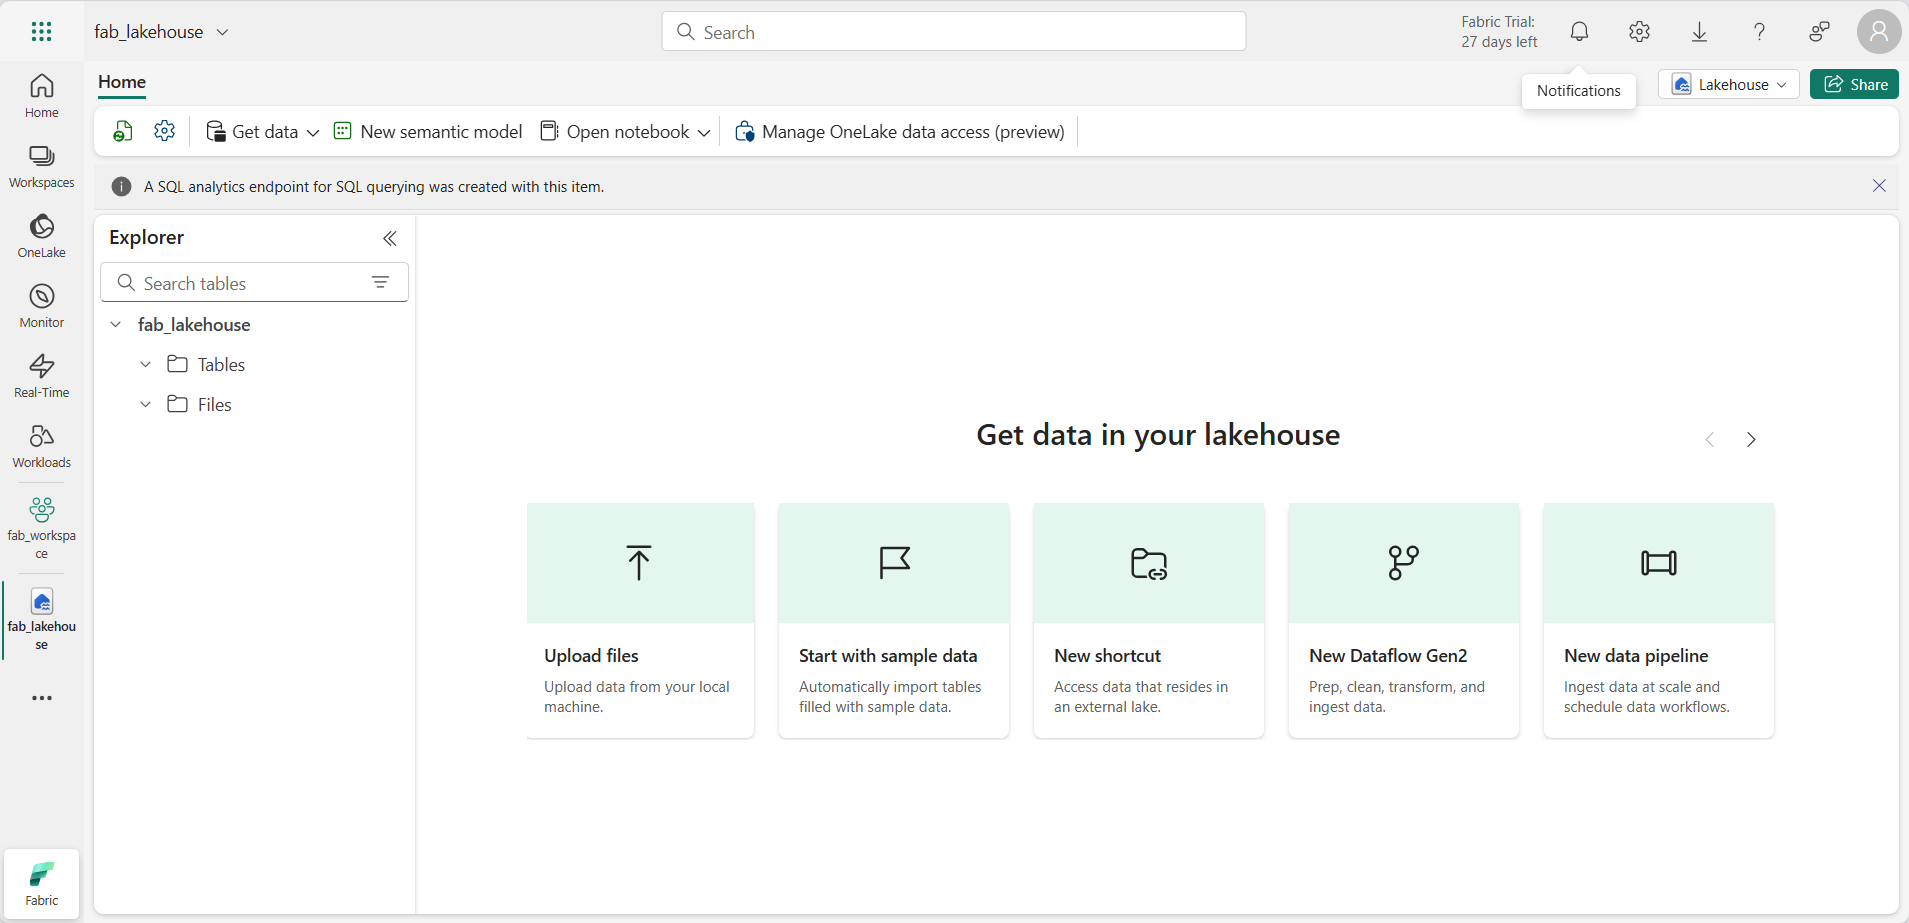 fab_lakehouse
Search
Fabric Trial:
27 days left
Home
Notifications
Lakehouse
Share
Get data
New semantic model
Open notebook
Manage OneLake data access (preview)
A SQL analytics endpoint for SQL querying was created with this item.
Home
Workspaces
OneLake
Monitor
Real-Time
Workloads
fab_workspa
ce
fab_lakehou
se
Fabric
Explorer
Search tables
fab_lakehouse
Tables
Files
Get data in your lakehouse
Upload files
Upload data from your local
machine.
Start with sample data
Automatically import tables
filled with sample data.
New shortcut
Access data that resides in
an external lake.
New Dataflow Gen2
Prep, clean, transform, and
ingest data.
New data pipeline
Ingest data at scale and
schedule data workflows.